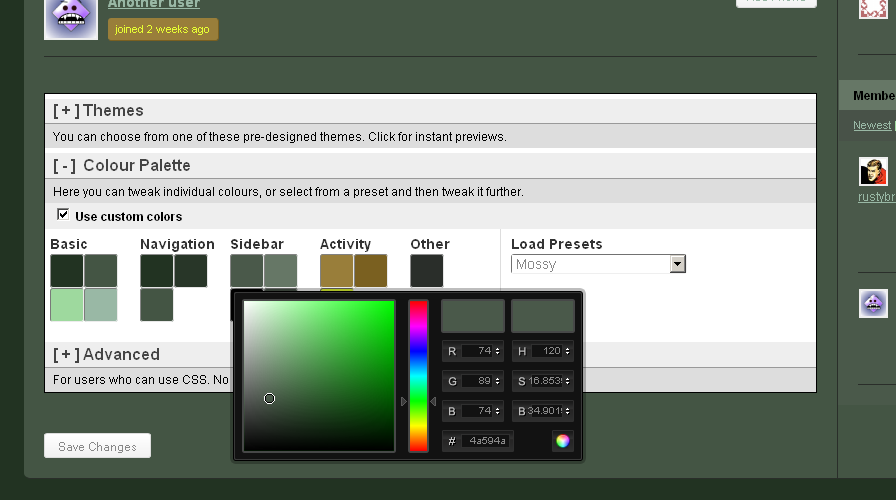 Another user
joined 2 weeks ago
[+] Themes
You can choose from one of these pre-designed themes. Click for instant previews.
[-] Colour Palette
Here you can tweak individual colours, or select from a preset and then tweak it further.
Use custom colors
Basic Navigation Sidebar Activity Other Load Presets
Mossy
[+] Advanced
For users who can use CSS. No
R 74 H 120
G 89 S 16.853
B 74 B 34.901
# 4a594a
Save Changes
Membe
Newest |
rustybr